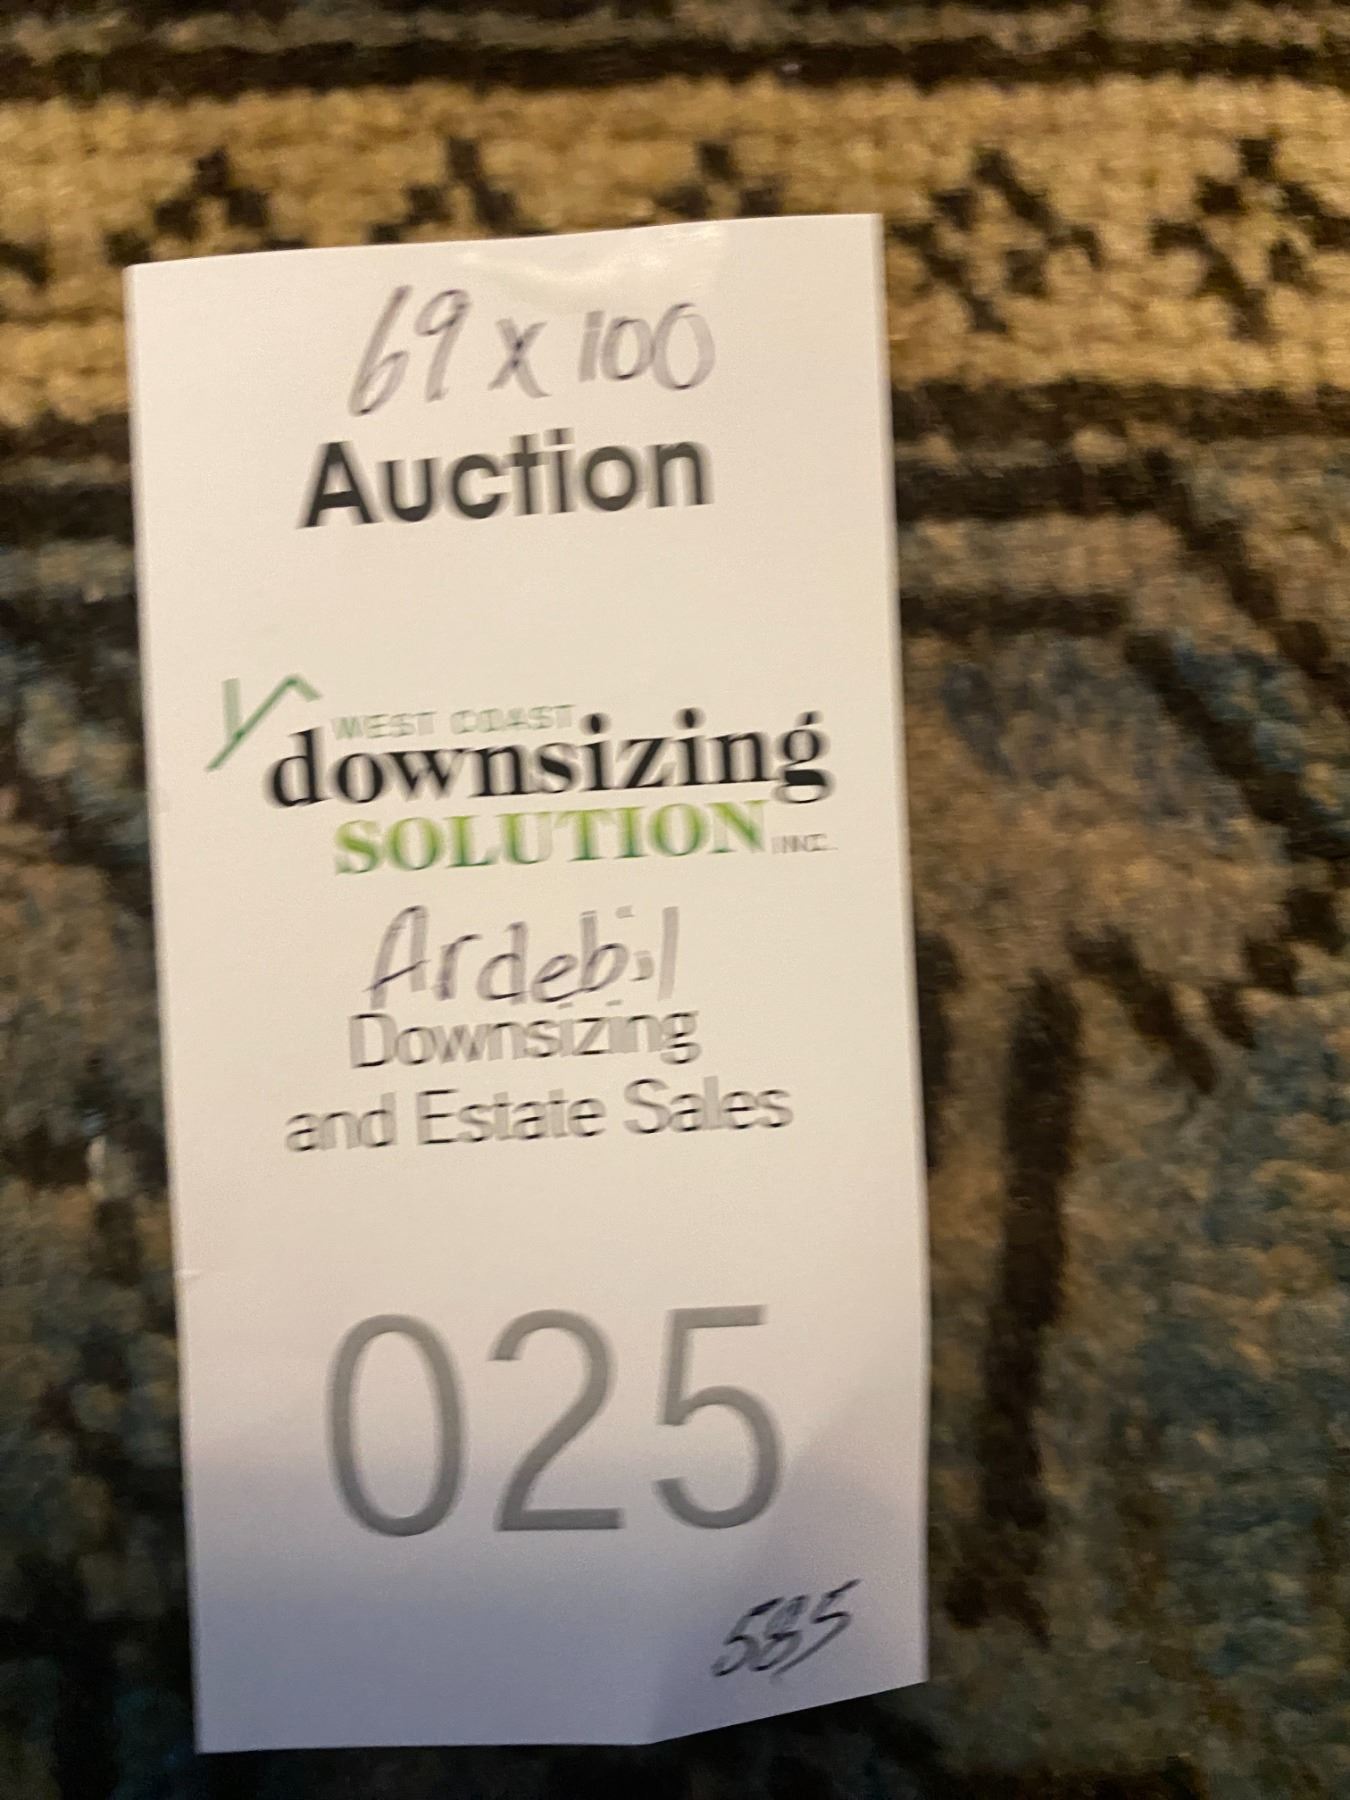 69 x 100
Auction
WEST COAST
downsizing
SOLUTION INC.
Ardebil
Downsizing
and Estate Sales
025
585